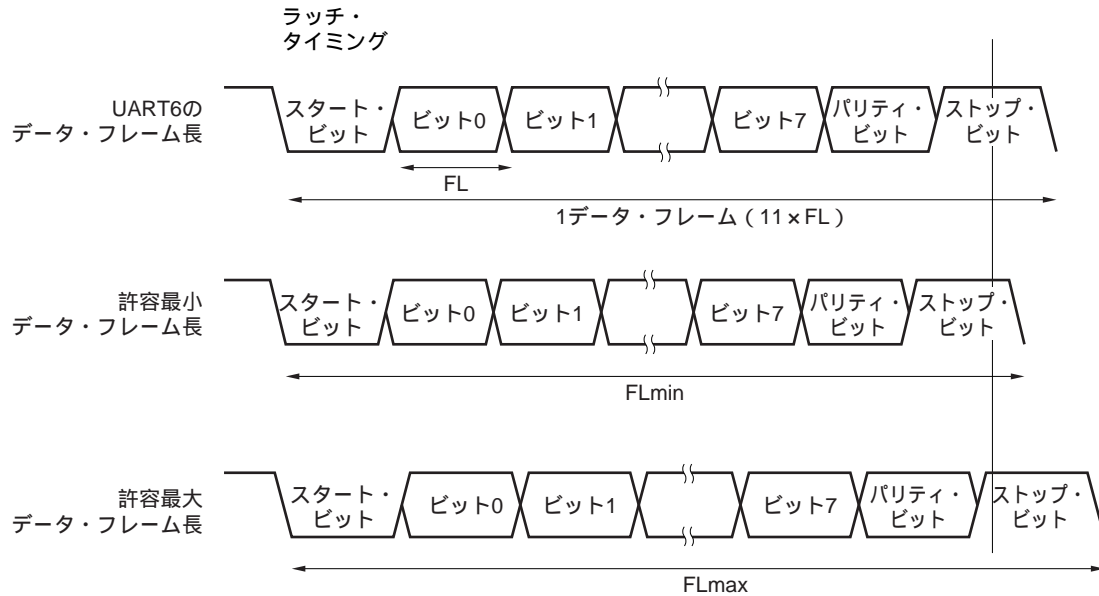 ラッチ・
タイミング
UART6の
データ・フレーム長
スタート・
ビット
ビット0
ビット1
ビット7
パリティ・
ビット
ストップ・
ビット
FL
1データ・フレーム（11×FL）
許容最小
データ・フレーム長
スタート・
ビット
ビット0
ビット1
ビット7
パリティ・
ビット
ストップ・
ビット
FLmin
許容最大
データ・フレーム長
スタート・
ビット
ビット0
ビット1
ビット7
パリティ・
ビット
ストップ・
ビット
FLmax